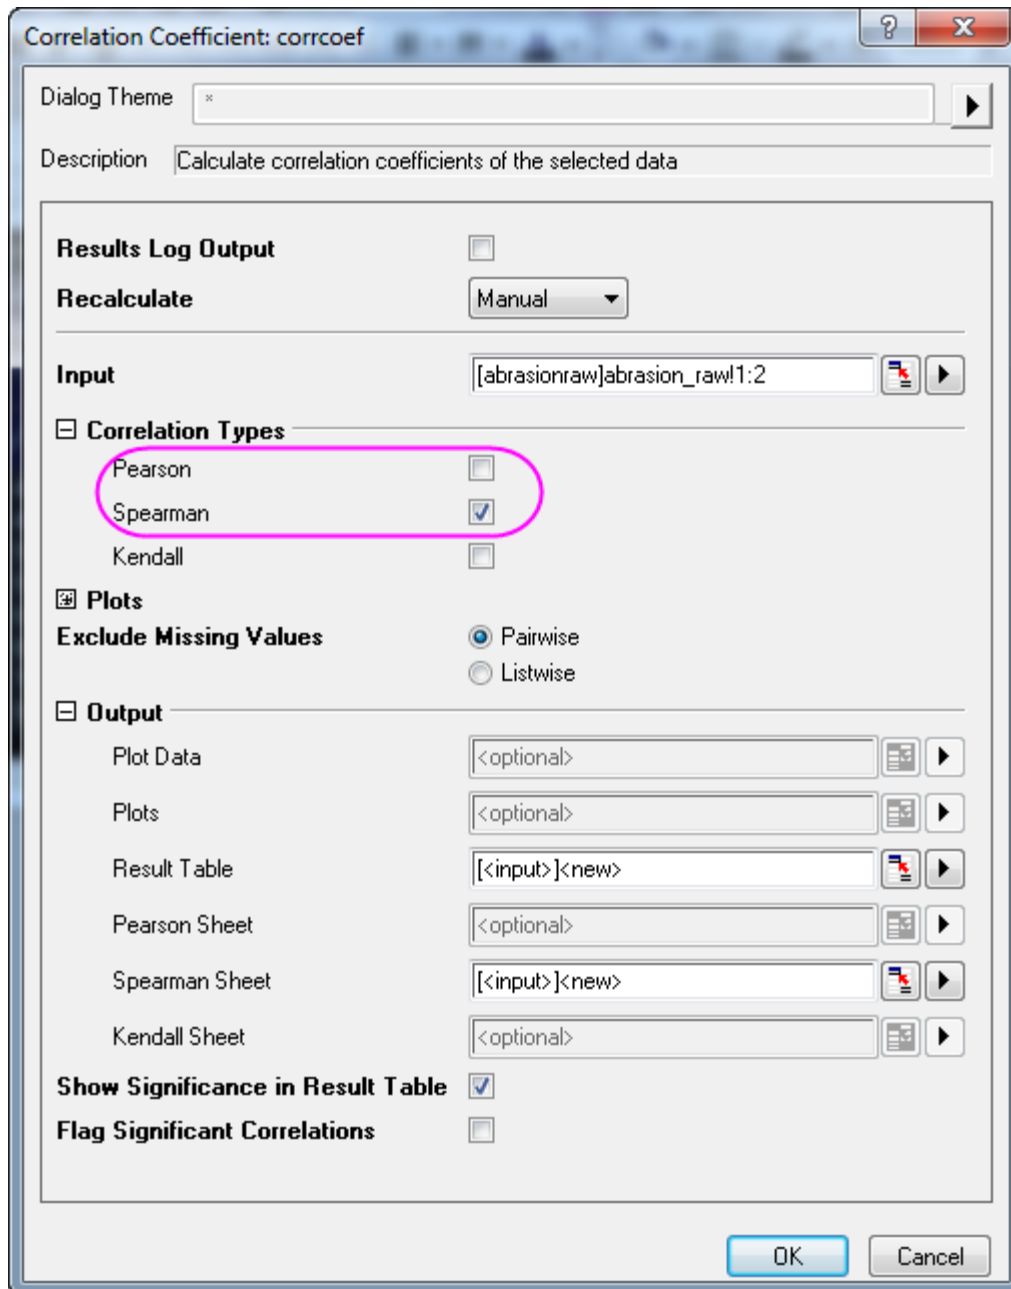 Correlation Coefficient: corrcoef
Dialog Theme *
Description Calculate correlation coefficients of the selected data
Results Log Output
Recalculate Manual
Input [abrasionraw]abrasion_raw!1:2
Correlation Types
Pearson
Spearman
Kendall
Plots
Exclude Missing Values Pairwise
Listwise
Output
Plot Data <optional>
Plots <optional>
Result Table [<input>]<new>
Pearson Sheet <optional>
Spearman Sheet [<input>]<new>
Kendall Sheet <optional>
Show Significance in Result Table
Flag Significant Correlations
OK Cancel